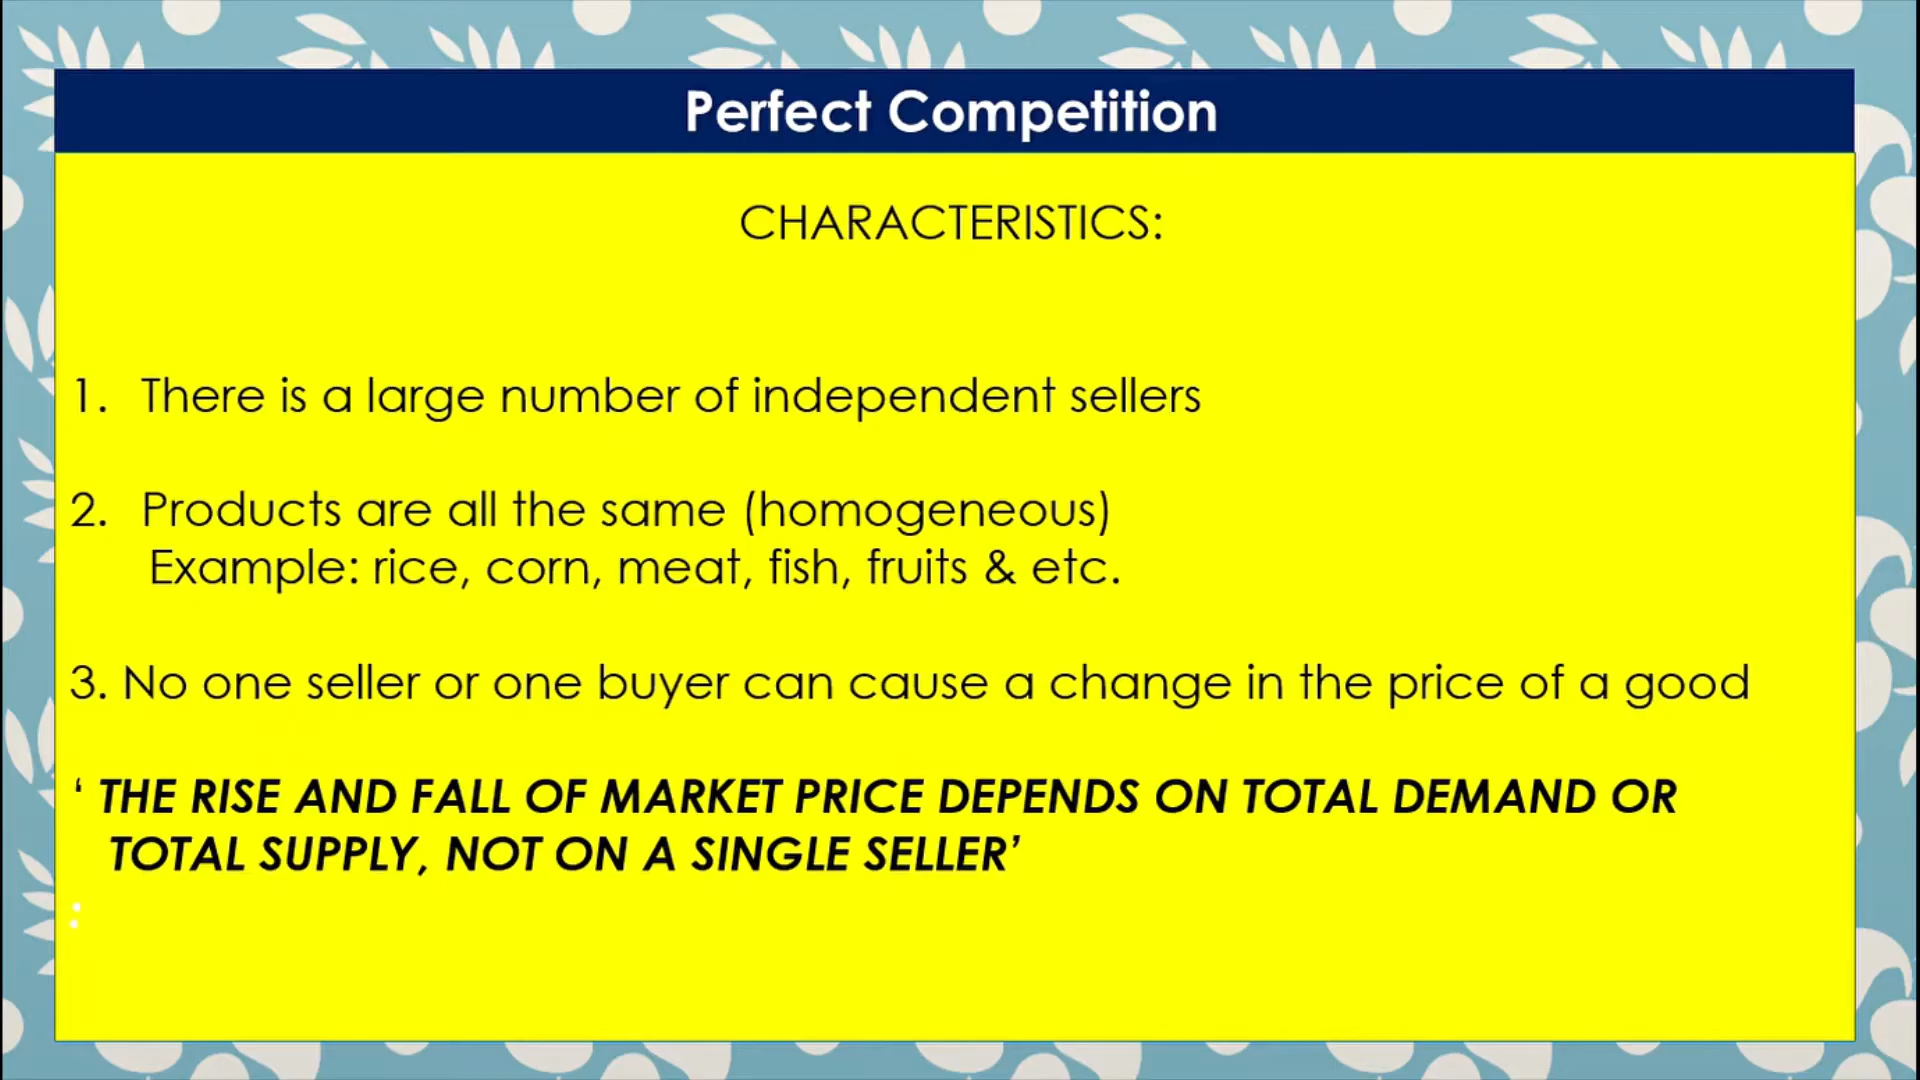 Perfect Competition
CHARACTERISTICS:
1. There is a large number of independent sellers
2. Products are all the same (homogeneous)
Example: rice, corn, meat, fish, fruits & etc.
3. No one seller or one buyer can cause a change in the price of a good
‘ THE RISE AND FALL OF MARKET PRICE DEPENDS ON TOTAL DEMAND OR
TOTAL SUPPLY, NOT ON A SINGLE SELLER’
: